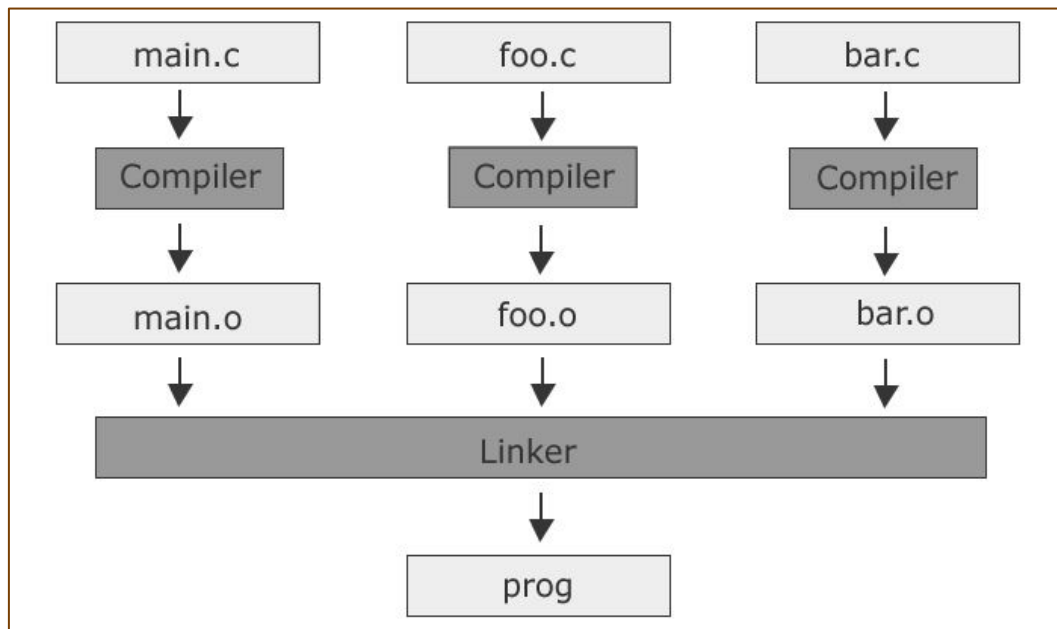 main.c
foo.c
bar.c
Compiler
Compiler
Compiler
main.o
foo.o
bar.o
Linker
prog